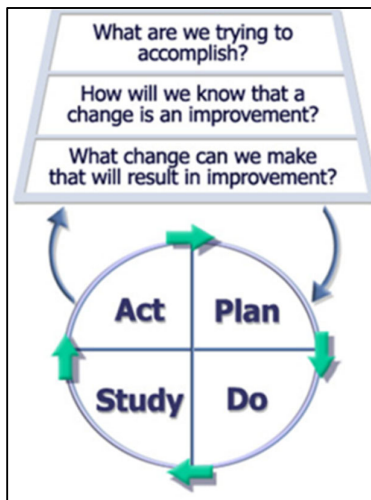 What are we trying to
accomplish?
How will we know that a
change is an improvement?
What change can we make
that will result in improvement?
Act
Plan
Study
Do